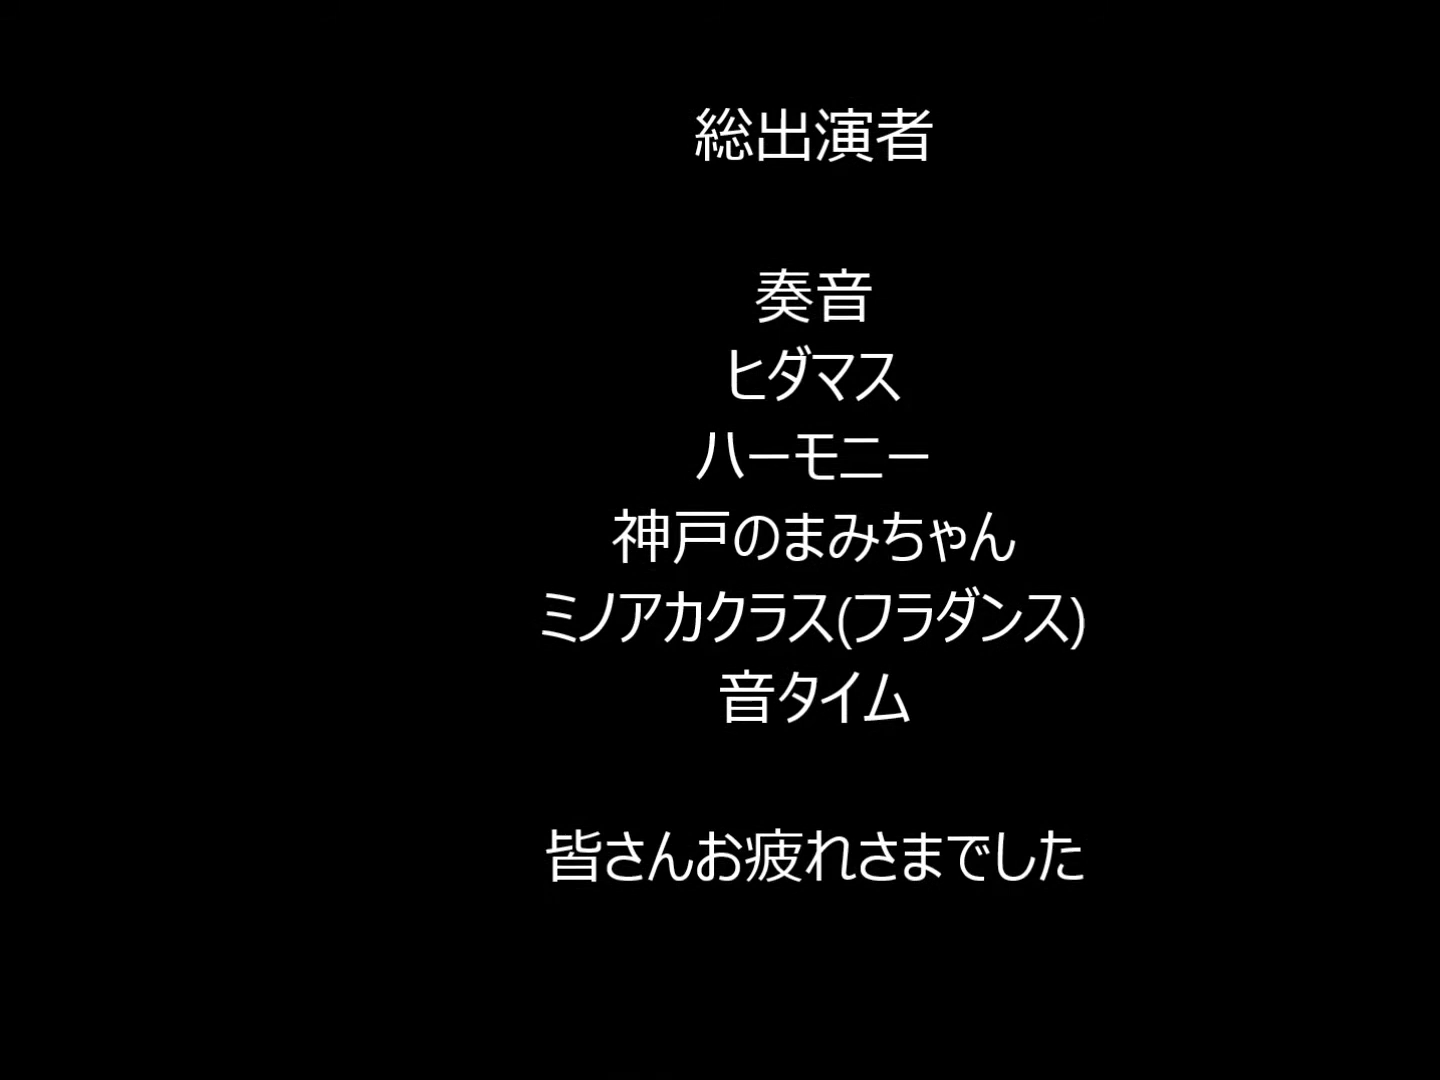 総出演者
奏音
ヒダマス
ハーモニー
神戸のまみちゃん
ミノアカクラス(フラダンス)
音タイム
皆さんお疲れさまでした